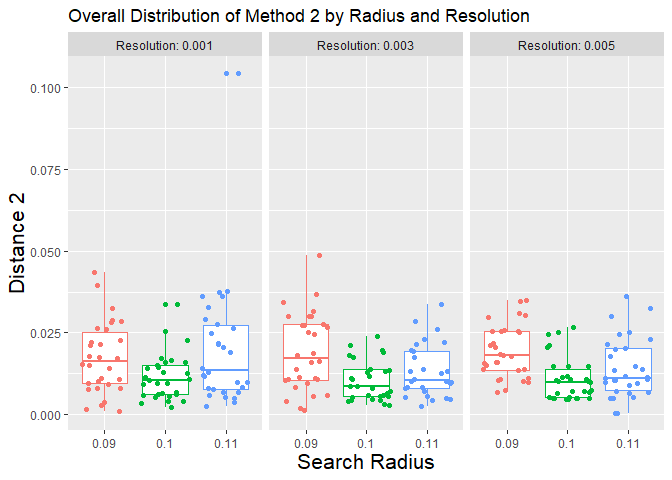 Overall Distribution of Method 2 by Radius and Resolution
Resolution: 0.001
Resolution: 0.003
Resolution: 0.005
0.100
0.075
0.050
0.025
0.000
Distance 2
0.09 0.1 0.11
0.09 0.1 0.11
0.09 0.1 0.11
Search Radius